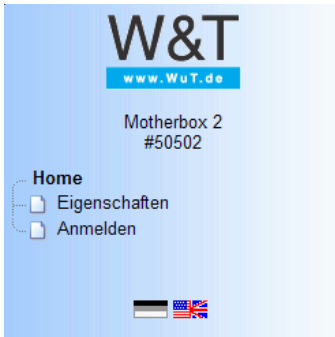 W&T
www.WuT.de
Motherbox 2
#50502
Home
Eigenschaften
Anmelden